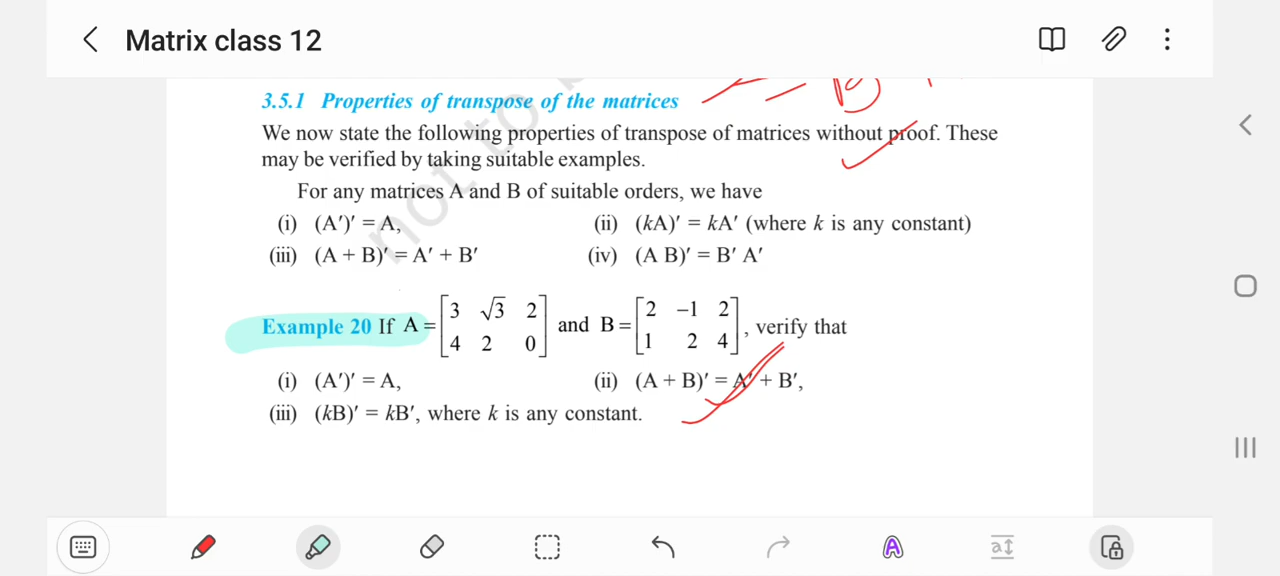 Matrix class 12
3.5.1 Properties of transpose of the matrices
We now state the following properties of transpose of matrices without proof. These
may be verified by taking suitable examples.
For any matrices A and B of suitable orders, we have
(i) (A′)′ = A, (ii) (kA)′ = kA′ (where k is any constant)
(iii) (A + B)′ = A′ + B′ (iv) (A B)′ = B′ A′
Example 20 If A = [3 √3 2; 4 2 0] and B = [2 −1 2; 1 2 4], verify that
(i) (A′)′ = A, (ii) (A + B)′ = A′ + B′,
(iii) (kB)′ = kB′, where k is any constant.
not to b
B
A
a